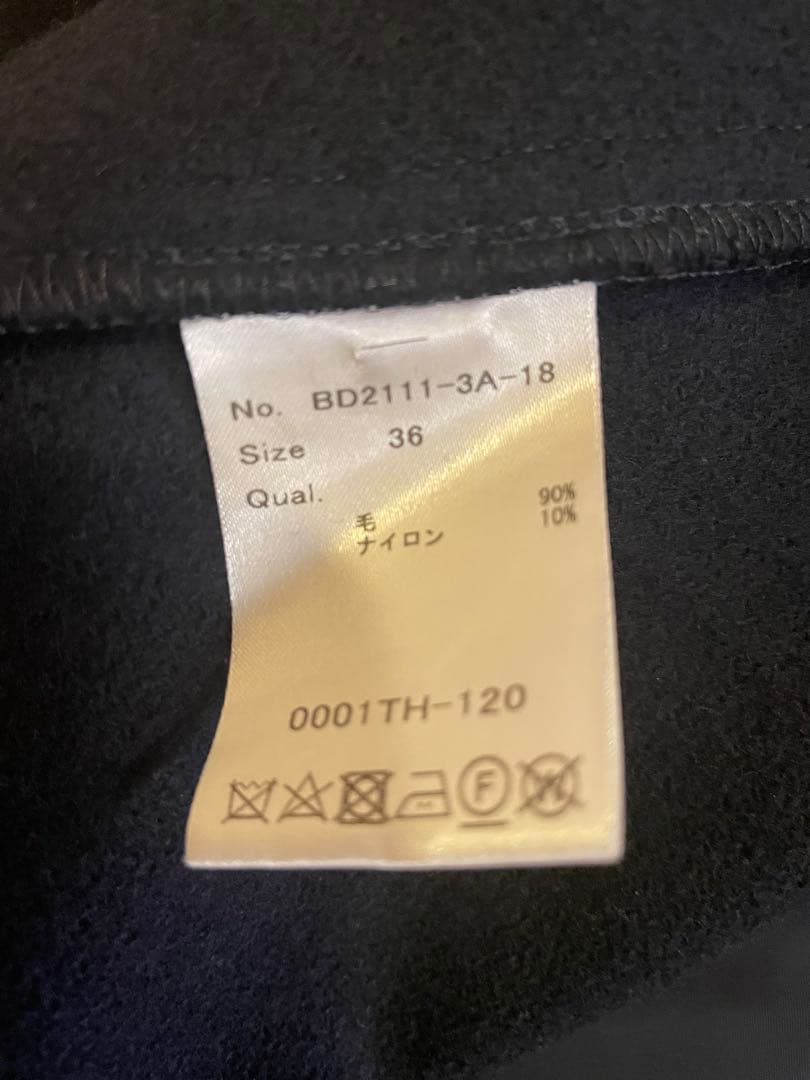 No. BD2111-3A-18
Size 36
Qual.
毛 90%
ナイロン 10%
0001TH-120
F W